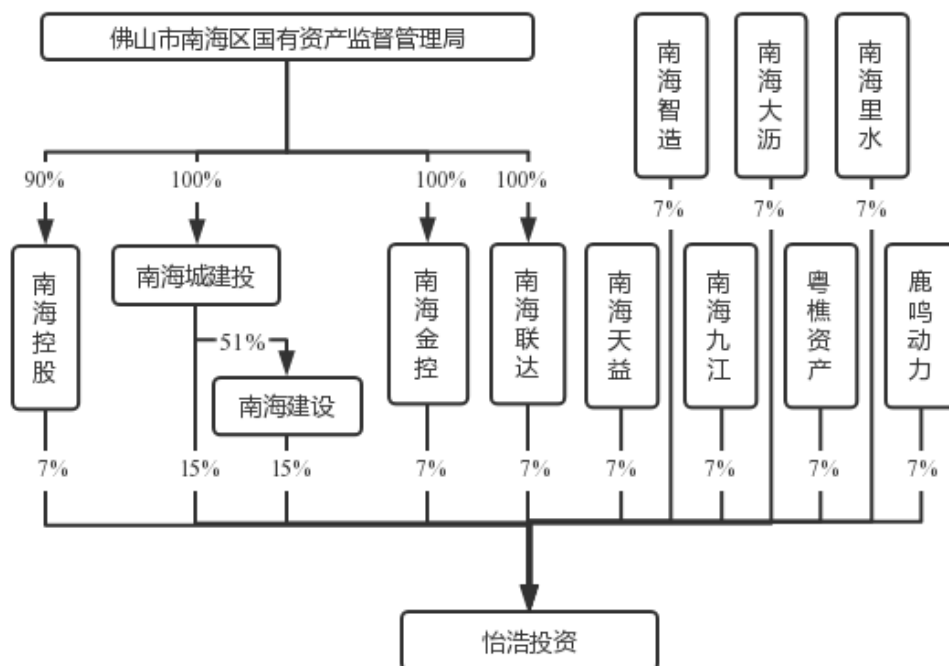 佛山市南海区国有资产监督管理局
南海智造
南海大沥
南海里水
90%
100%
100%
100%
7%
7%
7%
南海控股
南海城建投
南海金控
南海联达
南海天益
南海九江
粤樵资产
鹿鸣动力
51%
南海建设
7%
15%
15%
7%
7%
7%
7%
7%
7%
怡浩投资